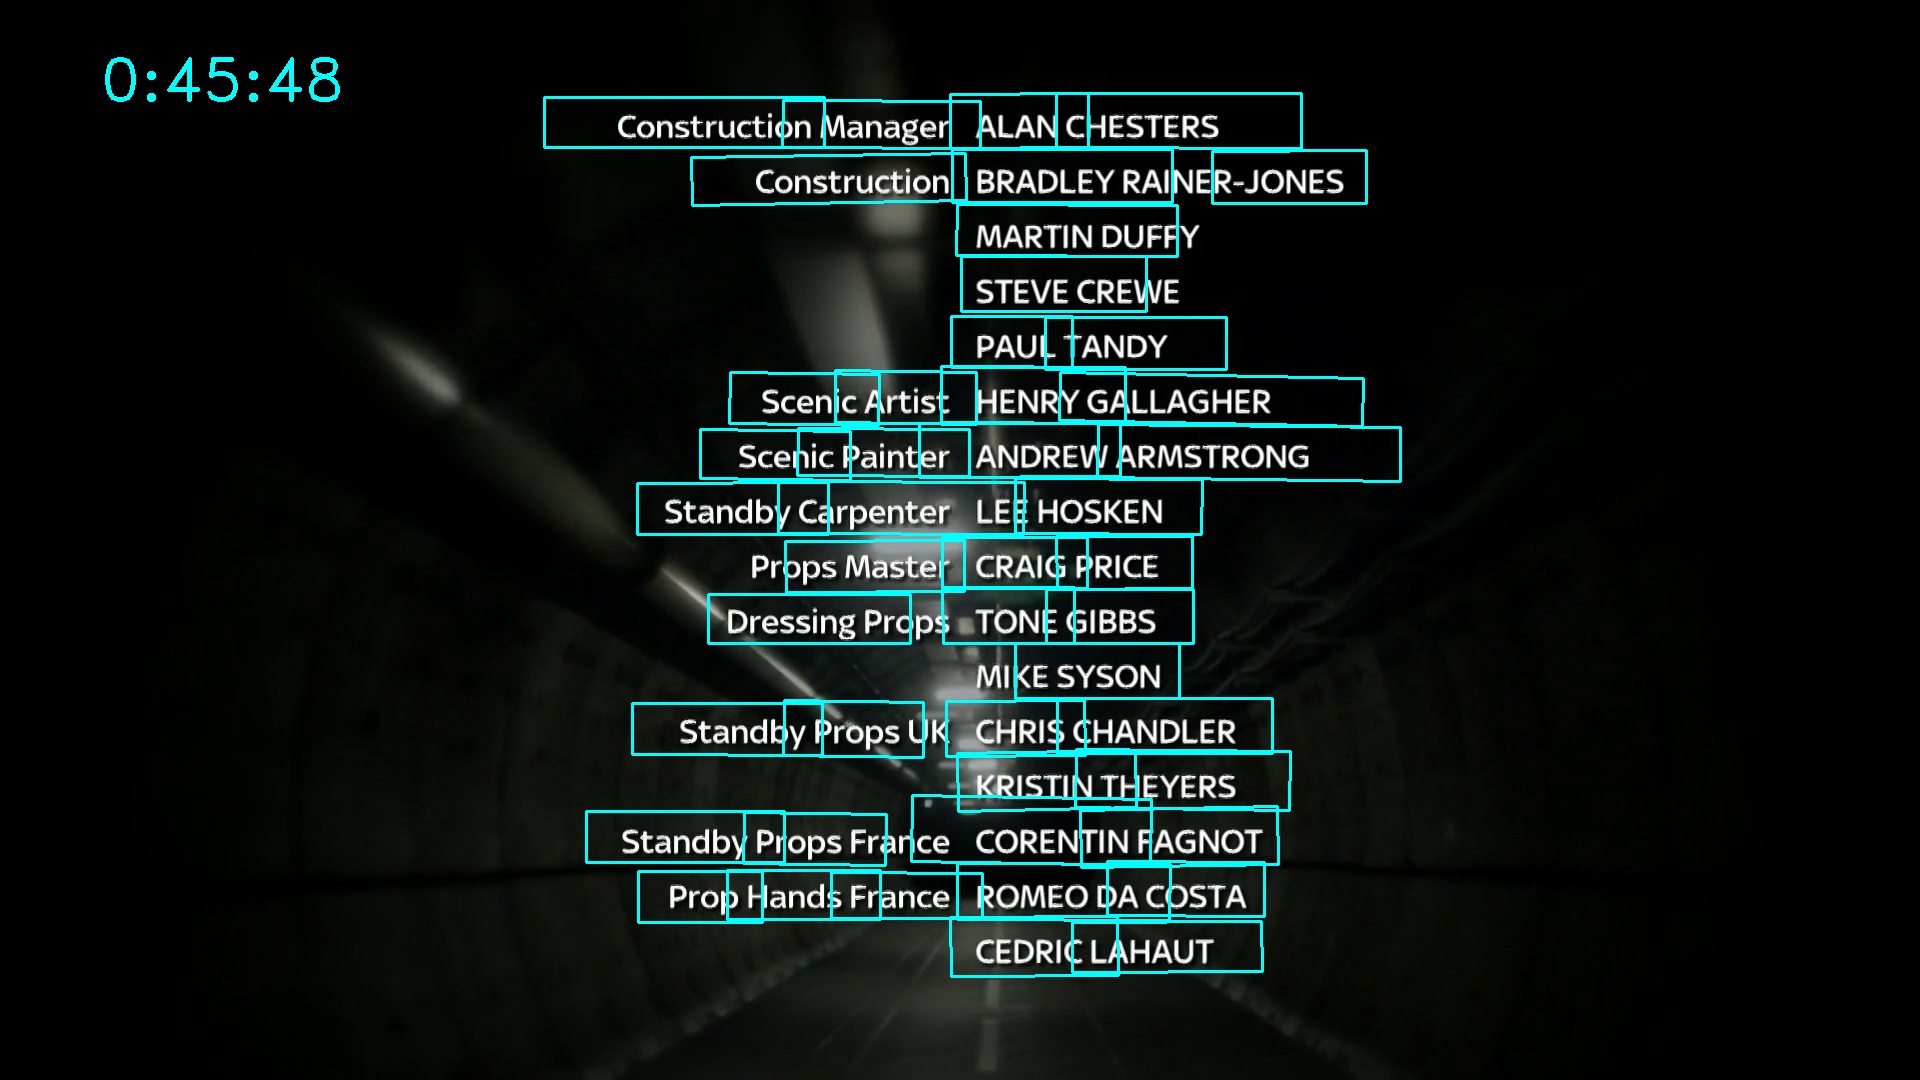 0:45:48
Construction Manager ALAN CHESTERS
Construction BRADLEY RAINER-JONES
MARTIN DUFFY
STEVE CREWE
PAUL TANDY
Scenic Artist HENRY GALLAGHER
Scenic Painter ANDREW ARMSTRONG
Standby Carpenter LEE HOSKEN
Props Master CRAIG PRICE
Dressing Props TONE GIBBS
MIKE SYSON
Standby Props UK CHRIS CHANDLER
KRISTIN THEYERS
Standby Props France CORENTIN FAGNOT
Prop Hands France ROMEO DA COSTA
CEDRIC LAHAUT